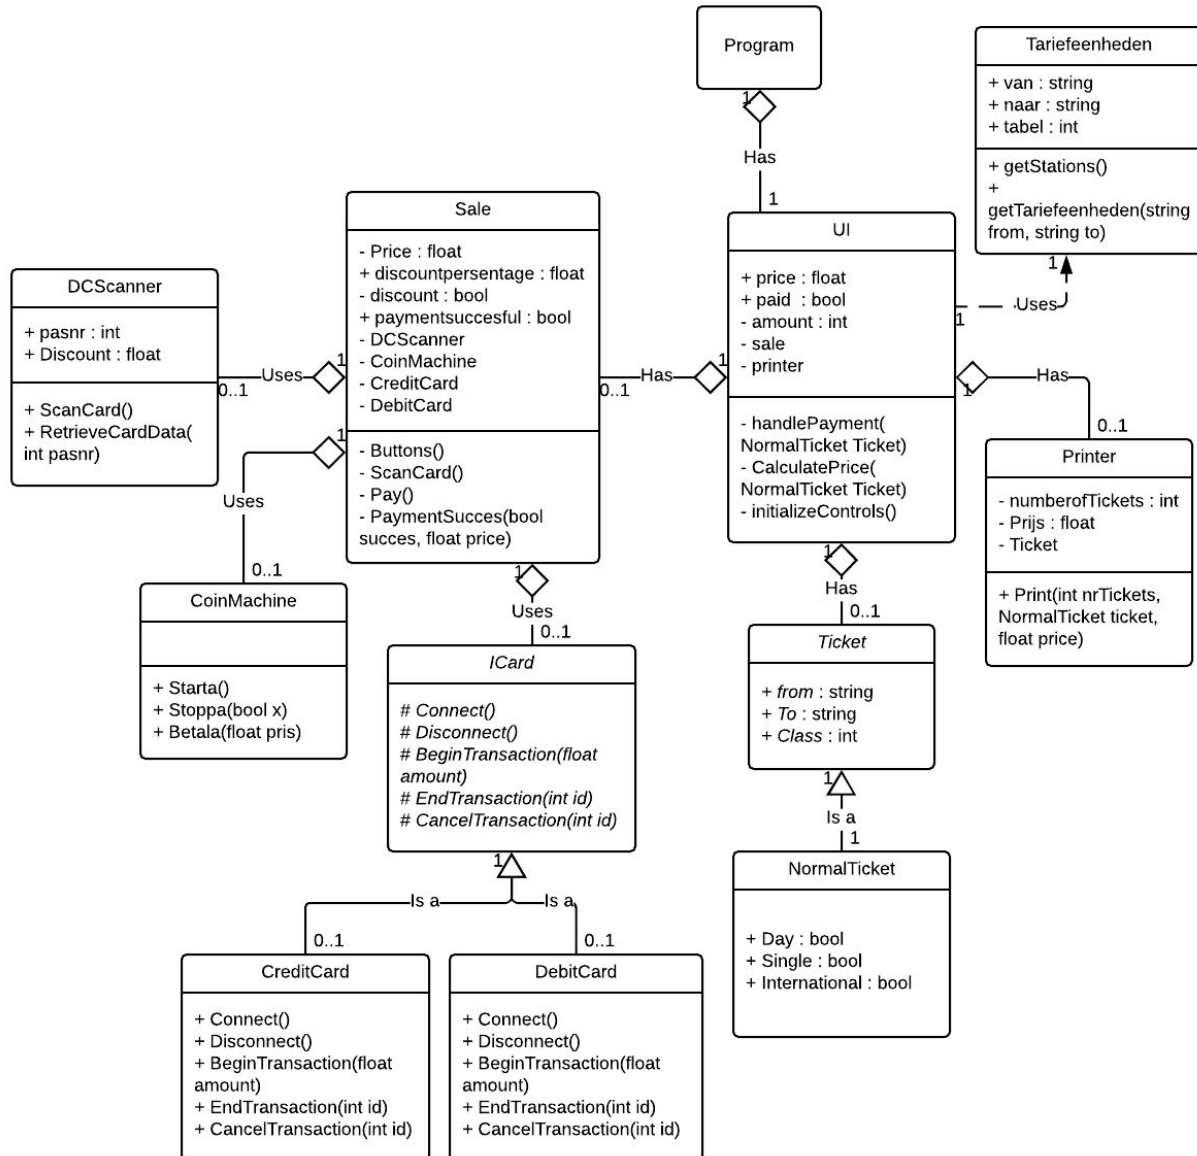 Program
1
Has
1
Tariefeenheden
+ van : string
+ naar : string
+ tabel : int
+ getStations()
+
getTariefeenheden(string
from, string to)
1
Uses
1
Sale
- Price : float
+ discountpersentage : float
- discount : bool
+ paymentsuccesful : bool
- DCScanner
- CoinMachine
- CreditCard
- DebitCard
- Buttons()
- ScanCard()
- Pay()
- PaymentSucces(bool
succes, float price)
UI
+ price : float
+ paid : bool
- amount : int
- sale
- printer
- handlePayment(
NormalTicket Ticket)
- CalculatePrice(
NormalTicket Ticket)
- initializeControls()
DCScanner
+ pasnr : int
+ Discount : float
+ ScanCard()
+ RetrieveCardData(
int pasnr)
0..1
Uses
1
0..1
Has
1
1
Has
0..1
Printer
- numberofTickets : int
- Prijs : float
- Ticket
+ Print(int nrTickets,
NormalTicket ticket,
float price)
1
Uses
0..1
CoinMachine
+ Starta()
+ Stoppa(bool x)
+ Betala(float pris)
1
Uses
0..1
ICard
# Connect()
# Disconnect()
# BeginTransaction(float
amount)
# EndTransaction(int id)
# CancelTransaction(int id)
1
Has
0..1
Ticket
+ from : string
+ To : string
+ Class : int
1
Is a
1
NormalTicket
+ Day : bool
+ Single : bool
+ International : bool
1
Is a
Is a
0..1
0..1
CreditCard
+ Connect()
+ Disconnect()
+ BeginTransaction(float
amount)
+ EndTransaction(int id)
+ CancelTransaction(int id)
DebitCard
+ Connect()
+ Disconnect()
+ BeginTransaction(float
amount)
+ EndTransaction(int id)
+ CancelTransaction(int id)